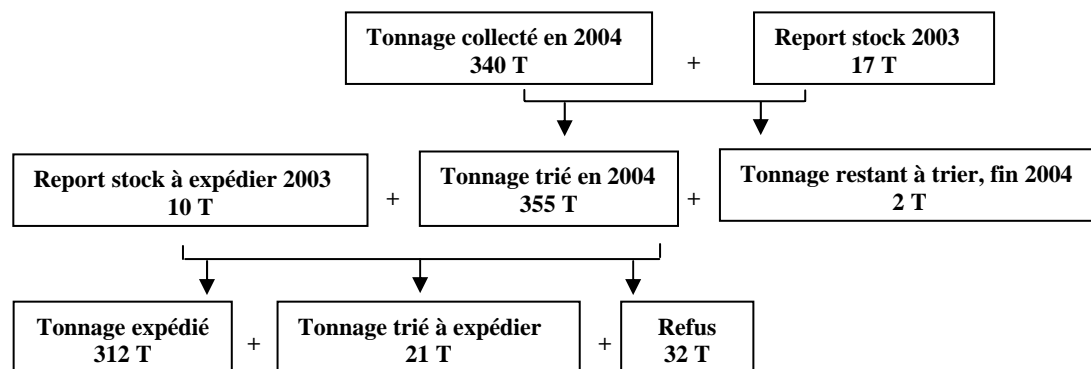 Tonnage collecté en 2004
340 T
+
Report stock 2003
17 T
Report stock à expédier 2003
10 T
+
Tonnage trié en 2004
355 T
+
Tonnage restant à trier, fin 2004
2 T
Tonnage expédié
312 T
+
Tonnage trié à expédier
21 T
+
Refus
32 T